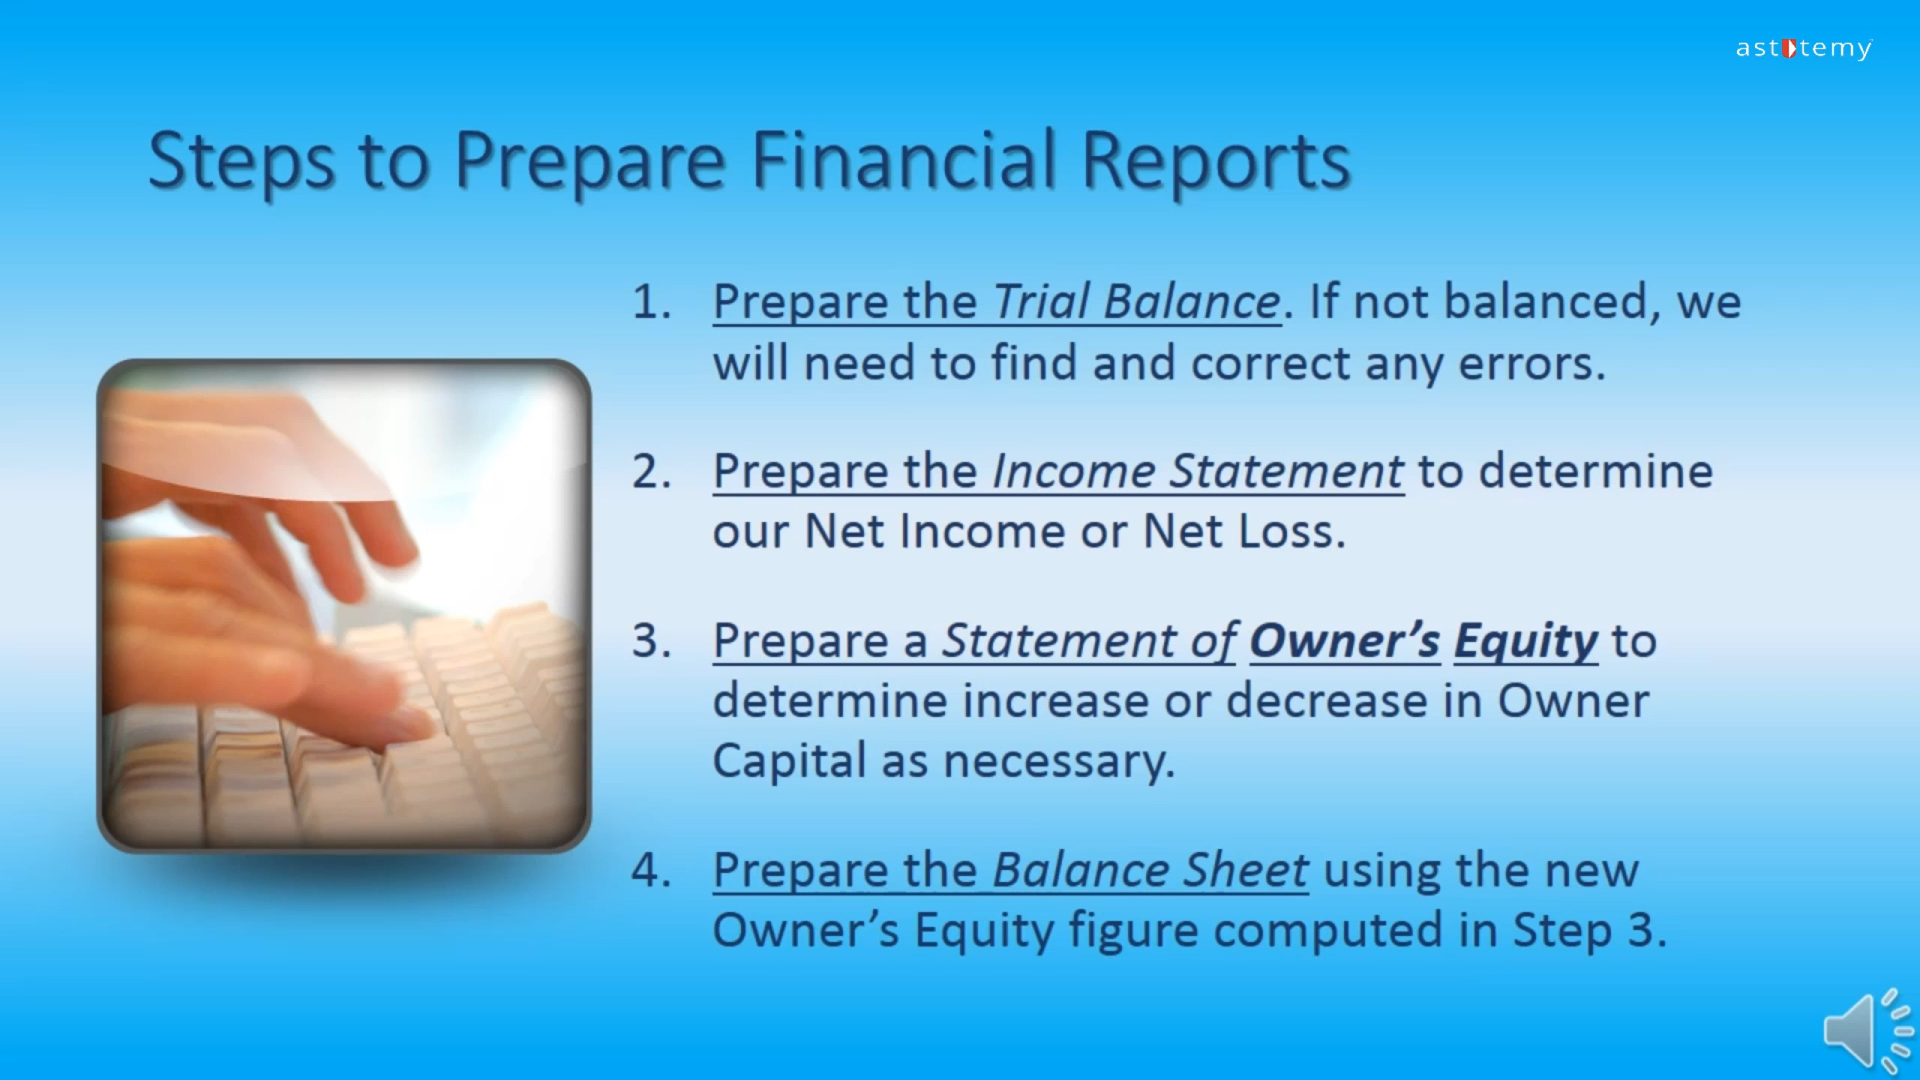 astutemy
Steps to Prepare Financial Reports
1. Prepare the Trial Balance. If not balanced, we
will need to find and correct any errors.
2. Prepare the Income Statement to determine
our Net Income or Net Loss.
3. Prepare a Statement of Owner’s Equity to
determine increase or decrease in Owner
Capital as necessary.
4. Prepare the Balance Sheet using the new
Owner’s Equity figure computed in Step 3.